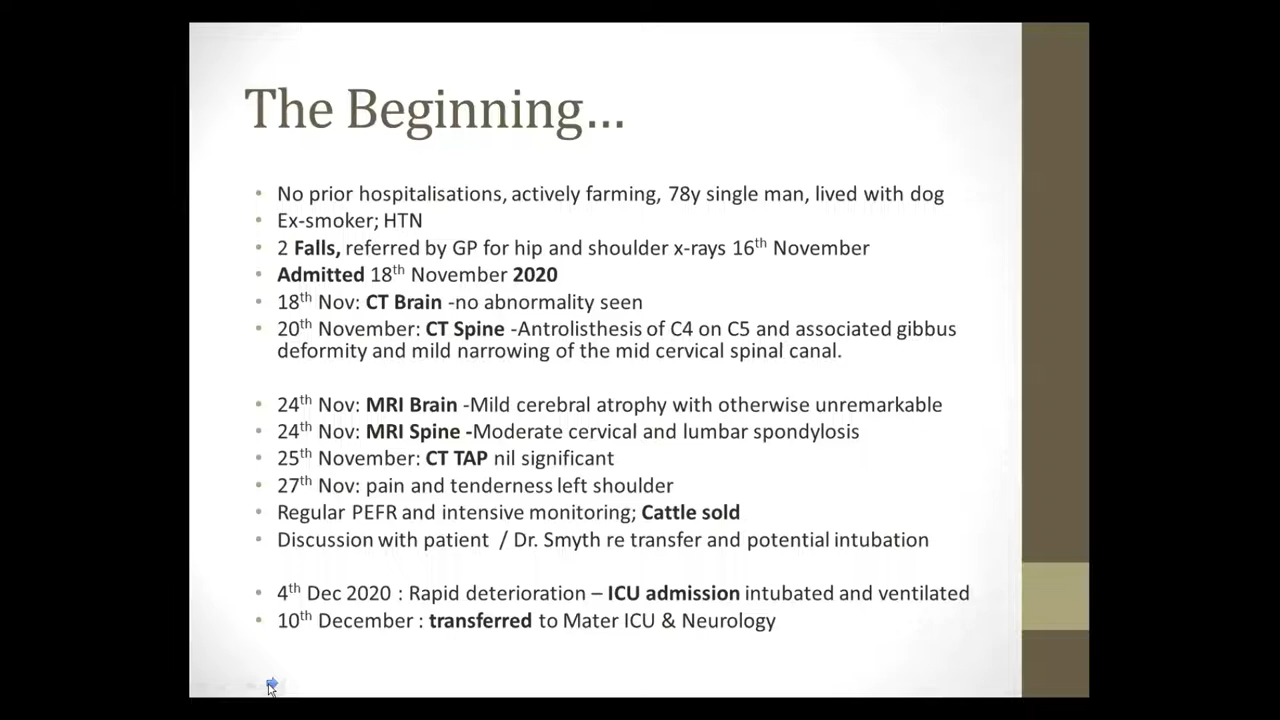 The Beginning...
• No prior hospitalisations, actively farming, 78y single man, lived with dog
• Ex-smoker; HTN
• 2 Falls, referred by GP for hip and shoulder x-rays 16th November
• Admitted 18th November 2020
• 18th Nov: CT Brain -no abnormality seen
• 20th November: CT Spine -Antrolisthesis of C4 on C5 and associated gibbus
deformity and mild narrowing of the mid cervical spinal canal.
• 24th Nov: MRI Brain -Mild cerebral atrophy with otherwise unremarkable
• 24th Nov: MRI Spine -Moderate cervical and lumbar spondylosis
• 25th November: CT TAP nil significant
• 27th Nov: pain and tenderness left shoulder
• Regular PEFR and intensive monitoring; Cattle sold
• Discussion with patient / Dr. Smyth re transfer and potential intubation
• 4th Dec 2020 : Rapid deterioration – ICU admission intubated and ventilated
• 10th December : transferred to Mater ICU & Neurology